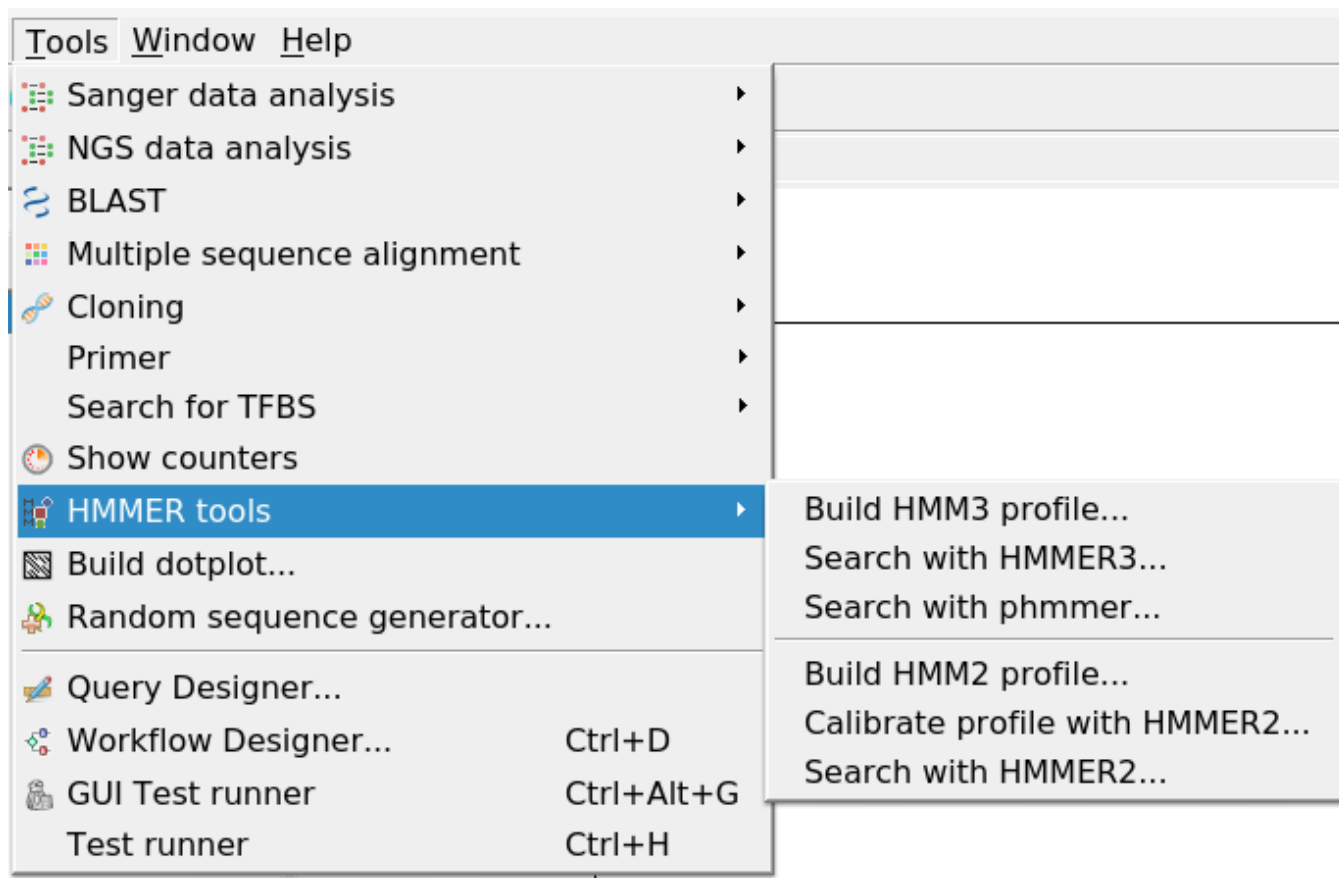 Tools Window Help
Sanger data analysis
NGS data analysis
BLAST
Multiple sequence alignment
Cloning
Primer
Search for TFBS
Show counters
HMMER tools
Build dotplot...
Random sequence generator...
Query Designer...
Workflow Designer... Ctrl+D
GUI Test runner Ctrl+Alt+G
Test runner Ctrl+H
Build HMM3 profile...
Search with HMMER3...
Search with phmmer...
Build HMM2 profile...
Calibrate profile with HMMER2...
Search with HMMER2...